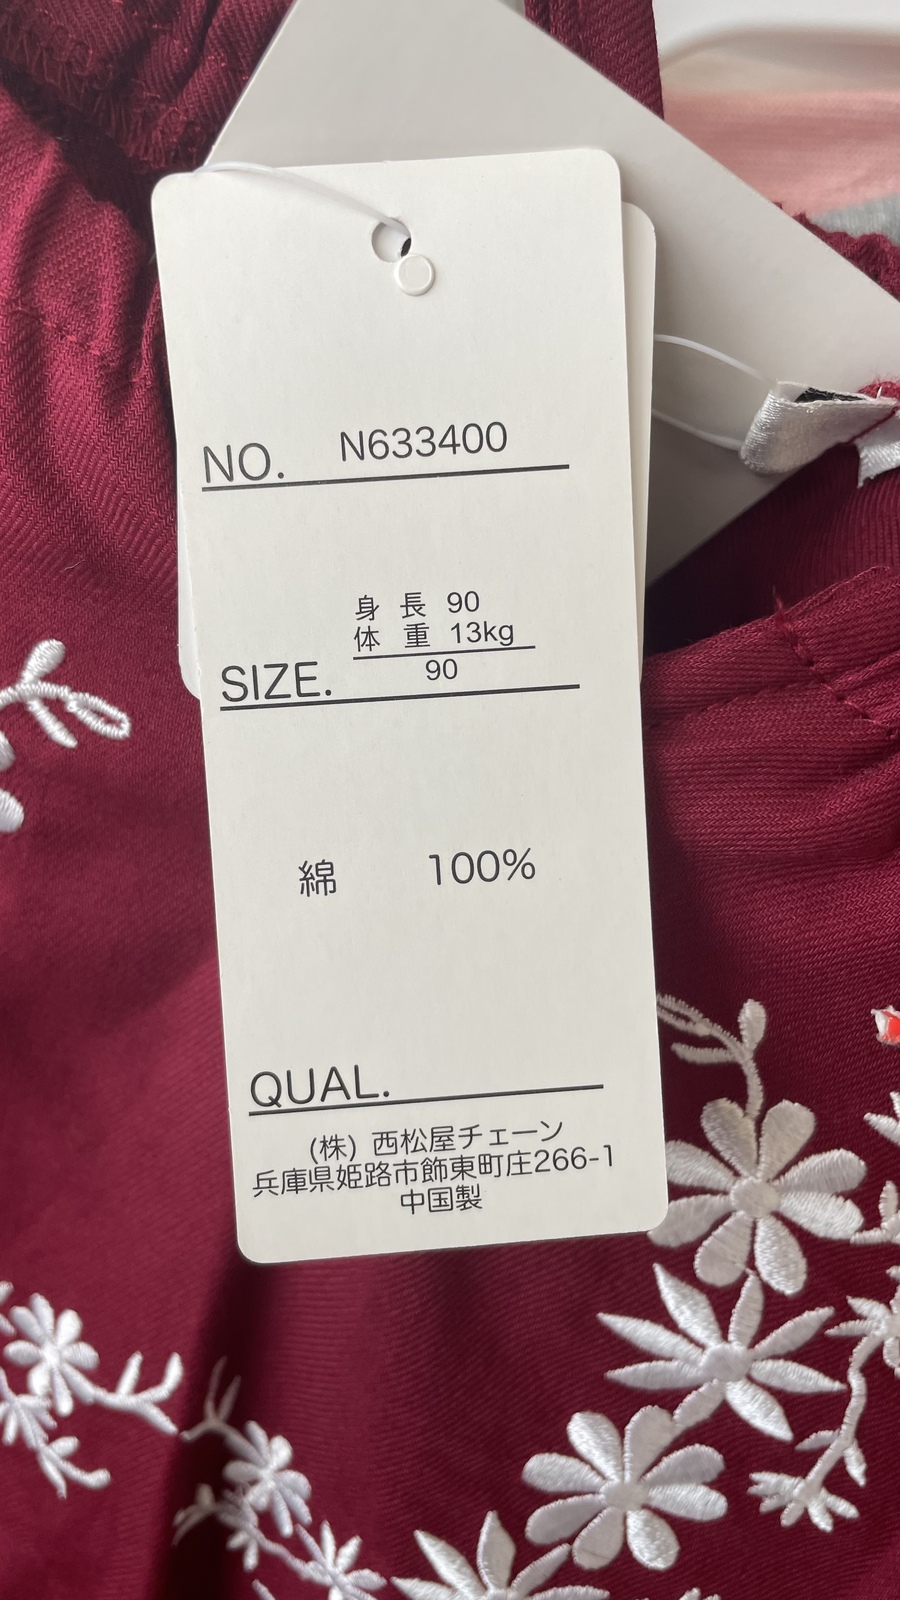 NO. N633400
身長 90
体重 13kg
SIZE. 90
綿 100%
QUAL.
(株) 西松屋チェーン
兵庫県姫路市飾東町庄266-1
中国製